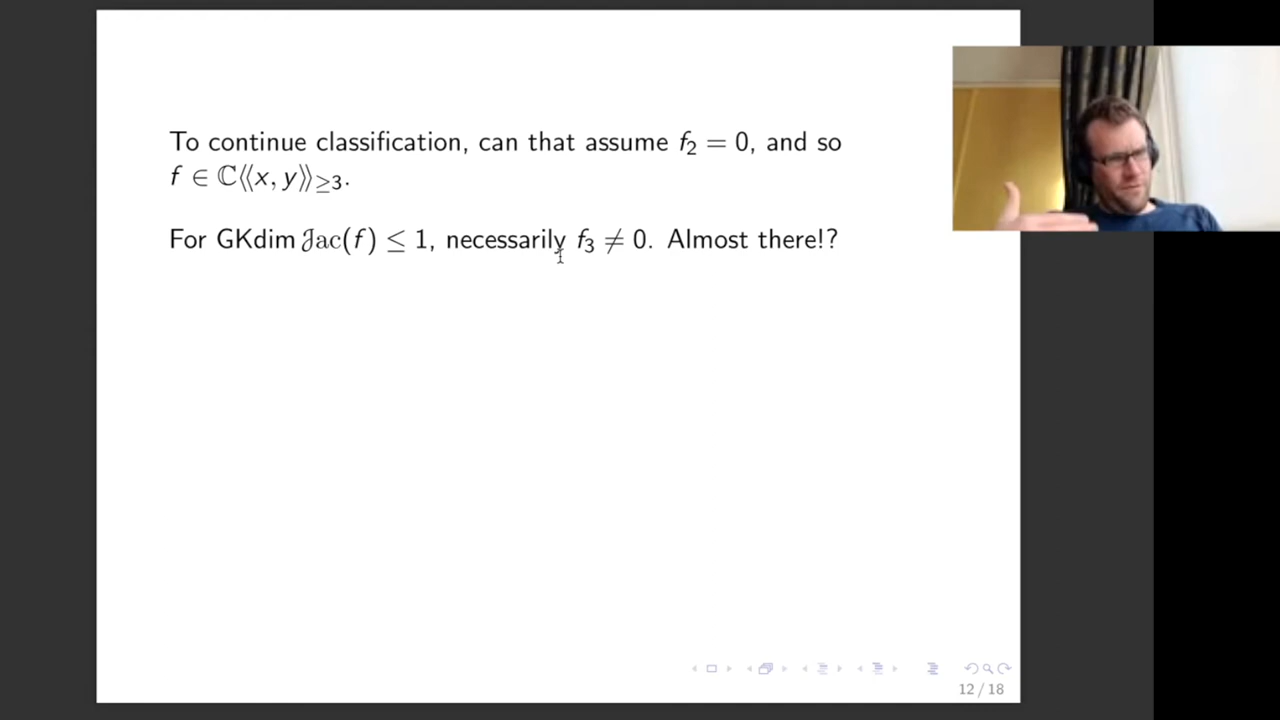 To continue classification, can that assume f₂ = 0, and so
f ∈ ℂ⟨⟨x, y⟩⟩≥3.
For GKdim Jac(f) ≤ 1, necessarily f₃ ≠ 0. Almost there!?
12 / 18